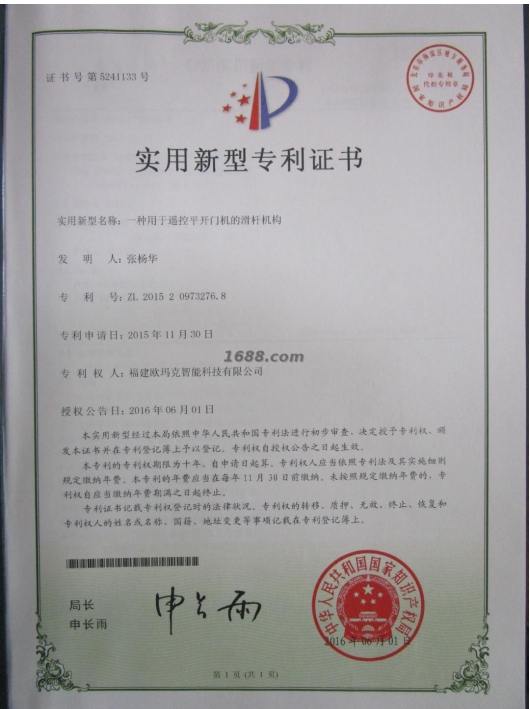 证书号第5241133号
实用新型专利证书
实用新型名称：一种用于遥控平开门机的滑杆机构
发 明 人：张杨华
专 利 号：ZL 2015 2 0973276.8
专利申请日：2015年11月30日
1688.com
专 利 权 人：福建欧玛克智能科技有限公司
授权公告日：2016年06月01日
本实用新型经过本局依照中华人民共和国专利法进行初步审查，决定授予专利权，颁
发本证书并在专利登记簿上予以登记。专利权自授权公告之日起生效。
本专利的专利权期限为十年，自申请日起算。专利权人应当依照专利法及其实施细则
规定缴纳年费。本专利的年费应当在每年11月30日前缴纳。未按照规定缴纳年费的，专
利权自应当缴纳年费期满之日起终止。
专利证书记载专利权登记时的法律状况。专利权的转移、质押、无效、终止、恢复和
专利权人的姓名或名称、国籍、地址变更等事项记载在专利登记簿上。
局长
申长雨
申长雨
中华人民共和国国家知识产权局
2016年06月01日
第1页(共1页)